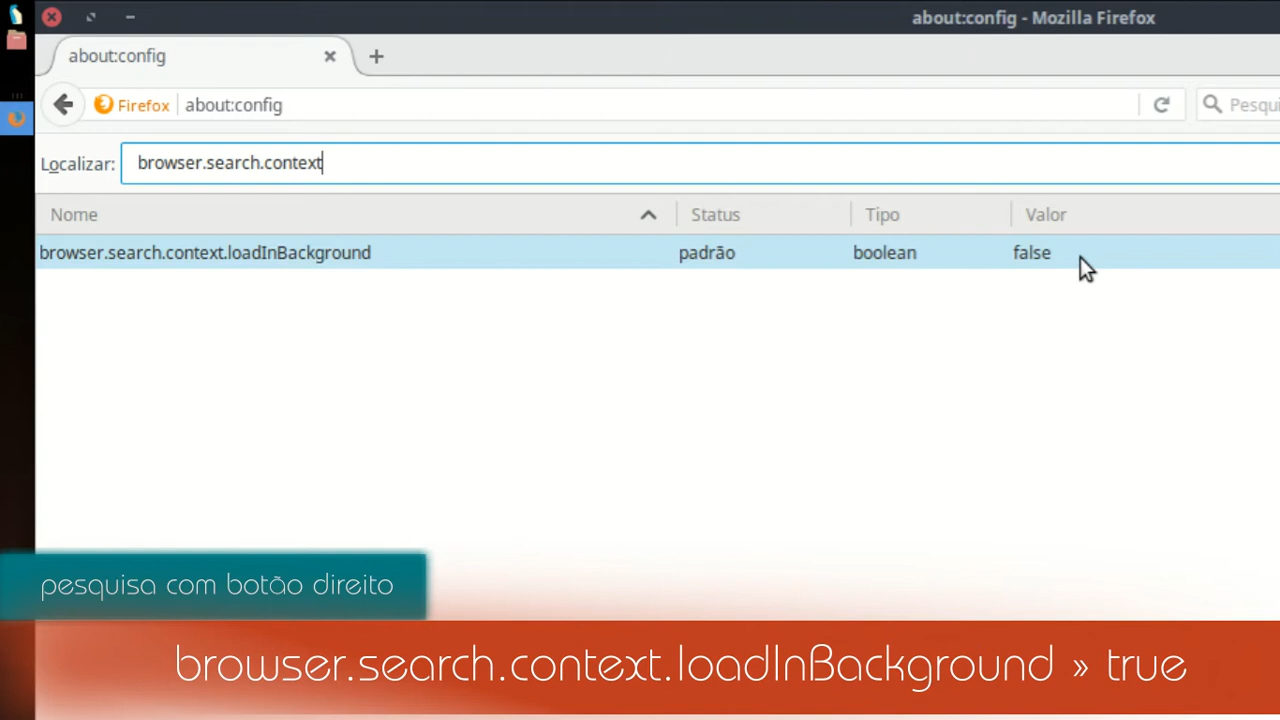 about:config - Mozilla Firefox
about:config
Firefox about:config
Pesqui
Localizar: browser.search.context
Nome Status Tipo Valor
browser.search.context.loadInBackground padrão boolean false
pesquisa com botão direito
browser.search.context.loadInBackground » true